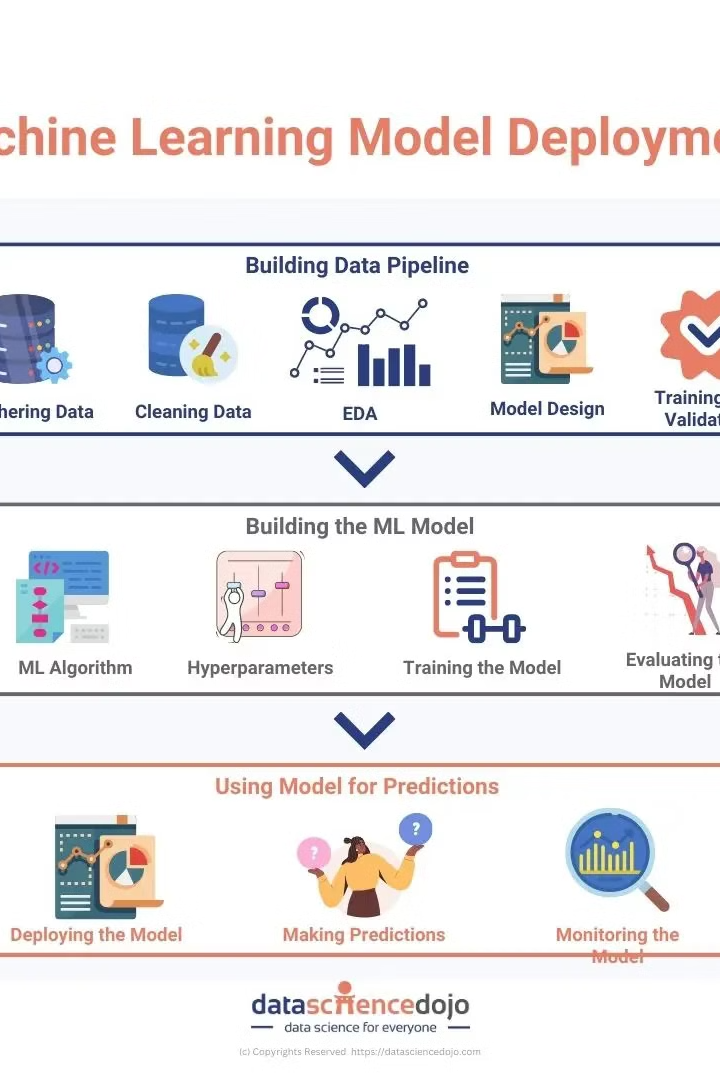 chine Learning Model Deployme
Building Data Pipeline
hering Data
Cleaning Data
EDA
Model Design
Training
Validat
Building the ML Model
</>
ML Algorithm
Hyperparameters
Training the Model
Evaluating t
Model
Using Model for Predictions
?
?
Deploying the Model
Making Predictions
Monitoring the
Model
datasciencedojo
data science for everyone
(c) Copyrights Reserved https://datasciencedojo.com